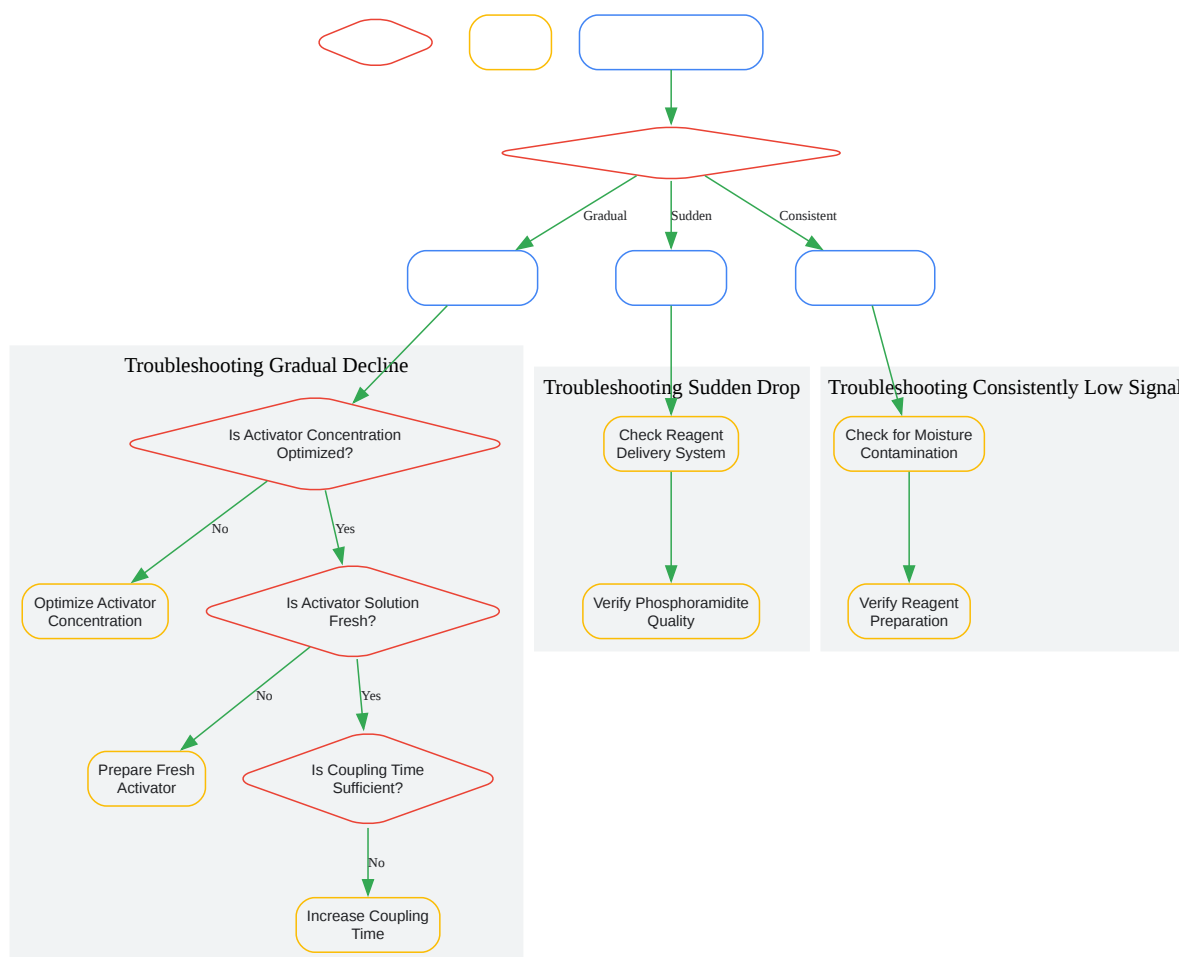 Gradual
Sudden
Consistent
Troubleshooting Gradual Decline
Troubleshooting Sudden Drop
Troubleshooting Consistently Low Signal
Is Activator Concentration
Optimized?
Check Reagent
Delivery System
Check for Moisture
Contamination
No
Yes
Optimize Activator
Concentration
Is Activator Solution
Fresh?
Verify Phosphoramidite
Quality
Verify Reagent
Preparation
No
Yes
Prepare Fresh
Activator
Is Coupling Time
Sufficient?
No
Increase Coupling
Time